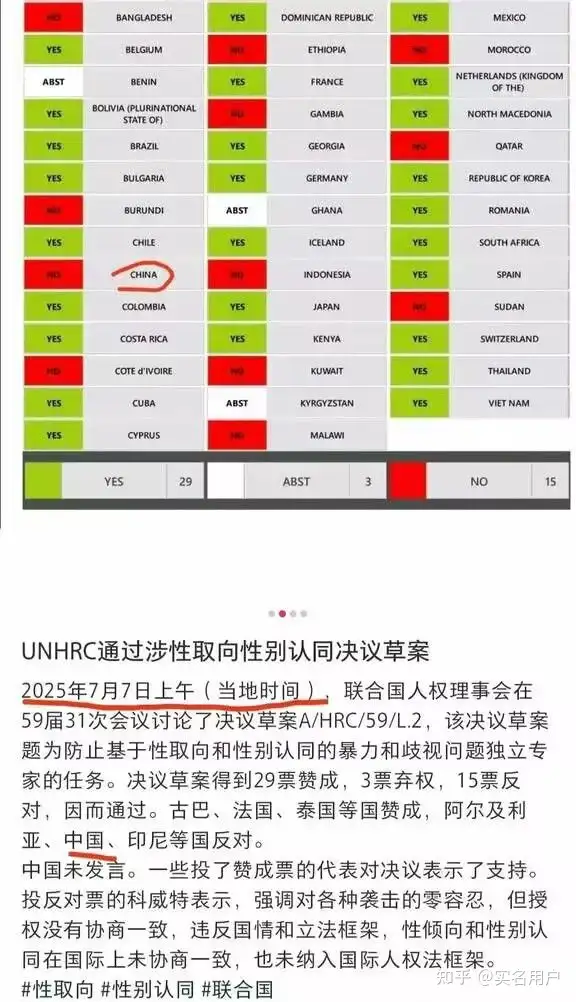 NO BANGLADESH YES DOMINICAN REPUBLIC YES MEXICO
YES BELGIUM NO ETHIOPIA NO MOROCCO
ABST BENIN YES FRANCE YES NETHERLANDS (KINGDOM OF THE)
YES BOLIVIA (PLURINATIONAL STATE OF) NO GAMBIA YES NORTH MACEDONIA
YES BRAZIL YES GEORGIA NO QATAR
YES BULGARIA YES GERMANY YES REPUBLIC OF KOREA
NO BURUNDI ABST GHANA YES ROMANIA
YES CHILE YES ICELAND YES SOUTH AFRICA
NO CHINA NO INDONESIA YES SPAIN
YES COLOMBIA YES JAPAN NO SUDAN
YES COSTA RICA YES KENYA YES SWITZERLAND
NO COTE d'IVOIRE NO KUWAIT YES THAILAND
YES CUBA ABST KYRGYZSTAN YES VIET NAM
YES CYPRUS NO MALAWI
YES 29 ABST 3 NO 15
UNHRC通过涉性取向性别认同决议草案
2025年7月7日上午（当地时间），联合国人权理事会在
59届31次会议讨论了决议草案A/HRC/59/L.2，该决议草案
题为防止基于性取向和性别认同的暴力和歧视问题独立专
家的任务。决议草案得到29票赞成，3票弃权，15票反
对，因而通过。古巴、法国、泰国等国赞成，阿尔及利
亚、中国、印尼等国反对。
中国未发言。一些投了赞成票的代表对决议表示了支持。
投反对票的科威特表示，强调对各种袭击的零容忍，但授
权没有协商一致，违反国情和立法框架，性倾向和性别认
同在国际上未协商一致，也未纳入国际人权法框架。
#性取向 #性别认同 #联合国
知乎 @实名用户